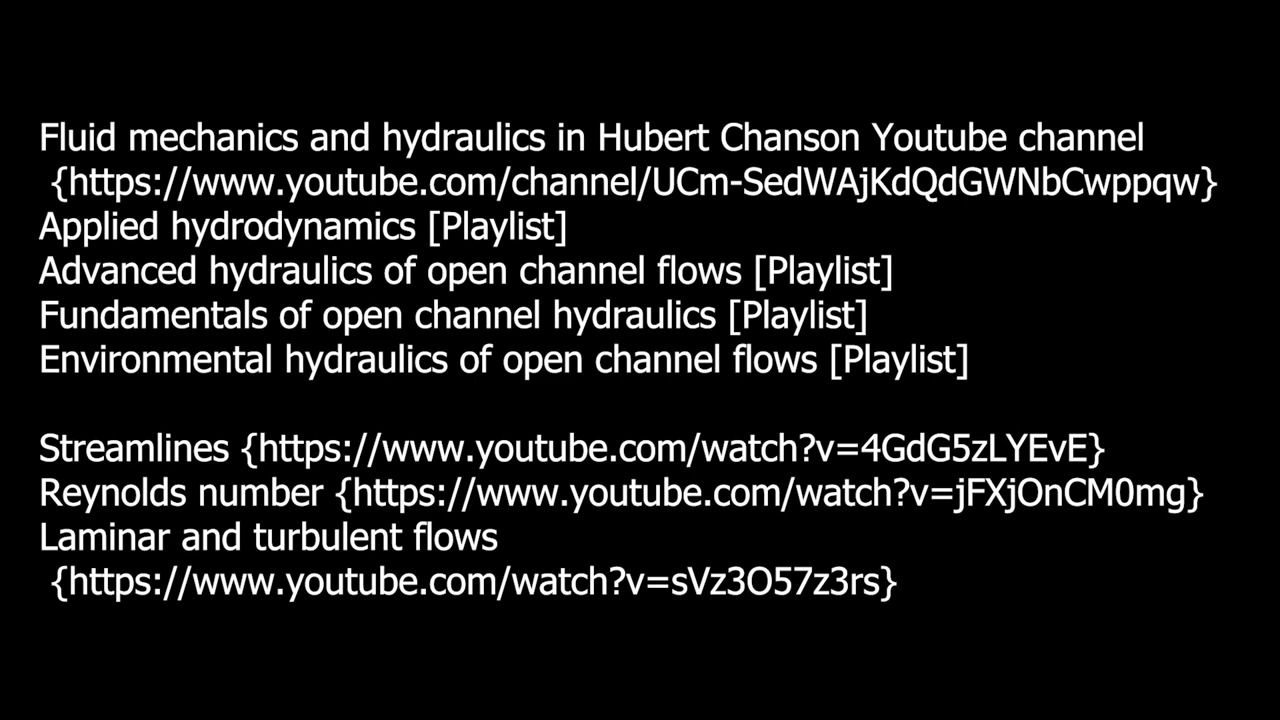 Fluid mechanics and hydraulics in Hubert Chanson Youtube channel
{https://www.youtube.com/channel/UCm-SedWAjKdQdGWNbCwppqw}
Applied hydrodynamics [Playlist]
Advanced hydraulics of open channel flows [Playlist]
Fundamentals of open channel hydraulics [Playlist]
Environmental hydraulics of open channel flows [Playlist]
Streamlines {https://www.youtube.com/watch?v=4GdG5zLYEvE}
Reynolds number {https://www.youtube.com/watch?v=jFXjOnCM0mg}
Laminar and turbulent flows
{https://www.youtube.com/watch?v=sVz3O57z3rs}